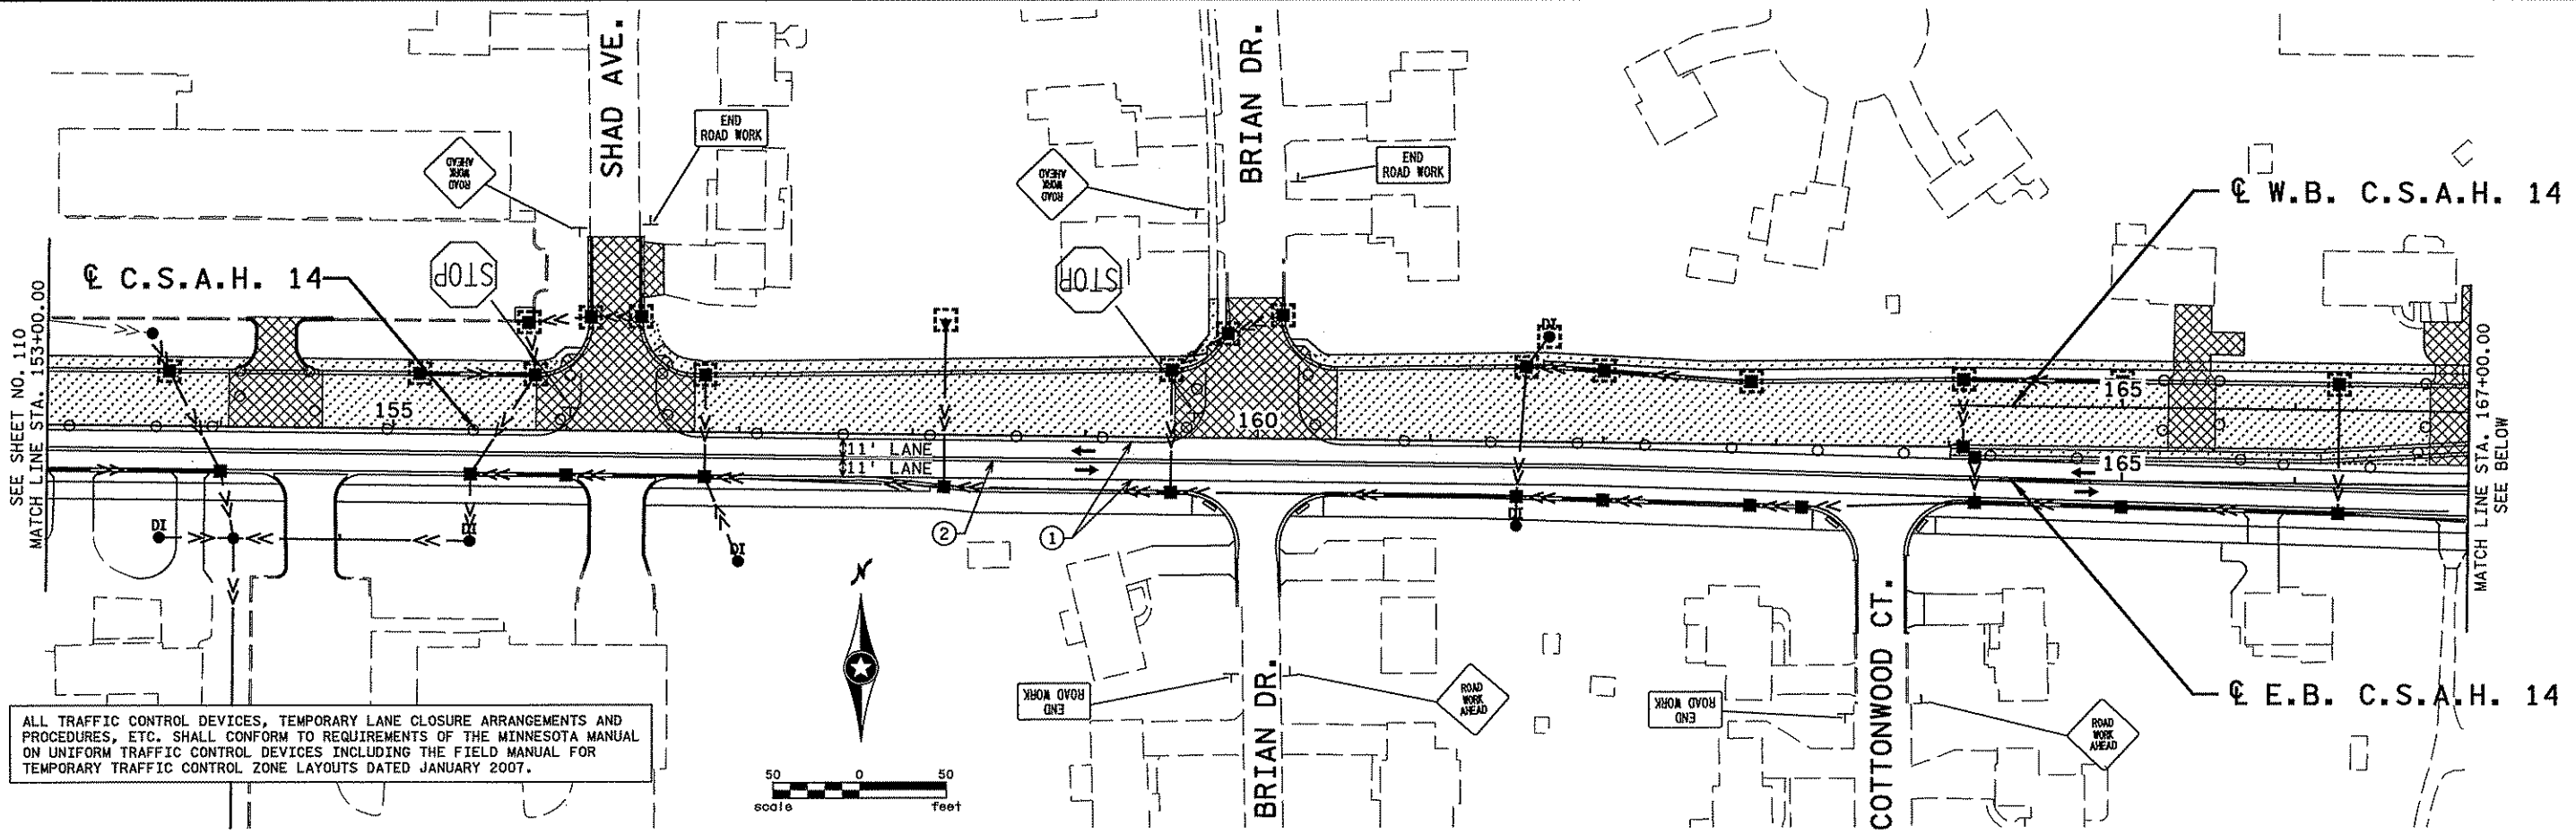 SHAD AVE.
BRIAN DR.
END
ROAD WORK
ROAD
WORK
AHEAD
END
ROAD WORK
ROAD
WORK
AHEAD
℄ W.B. C.S.A.H. 14
℄ C.S.A.H. 14
STOP
STOP
SEE SHEET NO. 110
MATCH LINE STA. 153+00.00
MATCH LINE STA. 167+00.00
SEE BELOW
DI
155
160
165
165
11' LANE
11' LANE
2
1
DI
DI
DI
DI
N
END
ROAD WORK
ROAD
WORK
AHEAD
BRIAN DR.
END
ROAD WORK
ROAD
WORK
AHEAD
COTTONWOOD CT.
℄ E.B. C.S.A.H. 14
ALL TRAFFIC CONTROL DEVICES, TEMPORARY LANE CLOSURE ARRANGEMENTS AND
PROCEDURES, ETC. SHALL CONFORM TO REQUIREMENTS OF THE MINNESOTA MANUAL
ON UNIFORM TRAFFIC CONTROL DEVICES INCLUDING THE FIELD MANUAL FOR
TEMPORARY TRAFFIC CONTROL ZONE LAYOUTS DATED JANUARY 2007.
50 0 50
scale feet